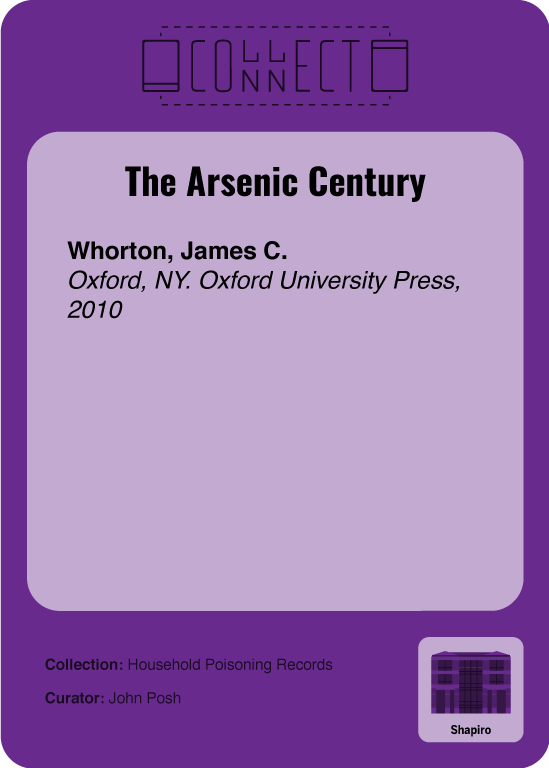 COLLECT
CONNECT
The Arsenic Century
Whorton, James C.
Oxford, NY. Oxford University Press,
2010
Collection: Household Poisoning Records
Curator: John Posh
Shapiro